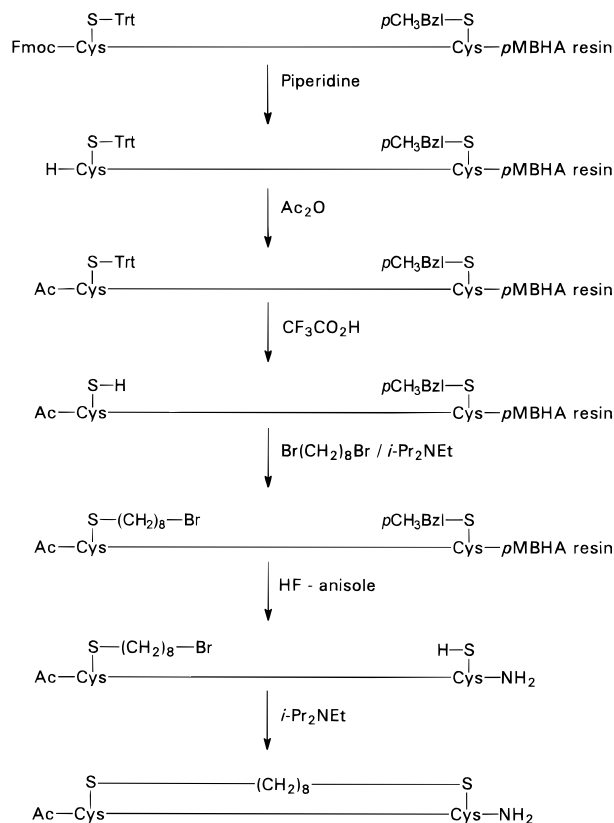 S—Trt pCH₃Bzl—S
Fmoc—Cys Cys—pMBHA resin
Piperidine
S—Trt pCH₃Bzl—S
H—Cys Cys—pMBHA resin
Ac₂O
S—Trt pCH₃Bzl—S
Ac—Cys Cys—pMBHA resin
CF₃CO₂H
S—H pCH₃Bzl—S
Ac—Cys Cys—pMBHA resin
Br(CH₂)₈Br / i-Pr₂NEt
S—(CH₂)₈—Br pCH₃Bzl—S
Ac—Cys Cys—pMBHA resin
HF - anisole
S—(CH₂)₈—Br H—S
Ac—Cys Cys—NH₂
i-Pr₂NEt
S (CH₂)₈ S
Ac—Cys Cys—NH₂